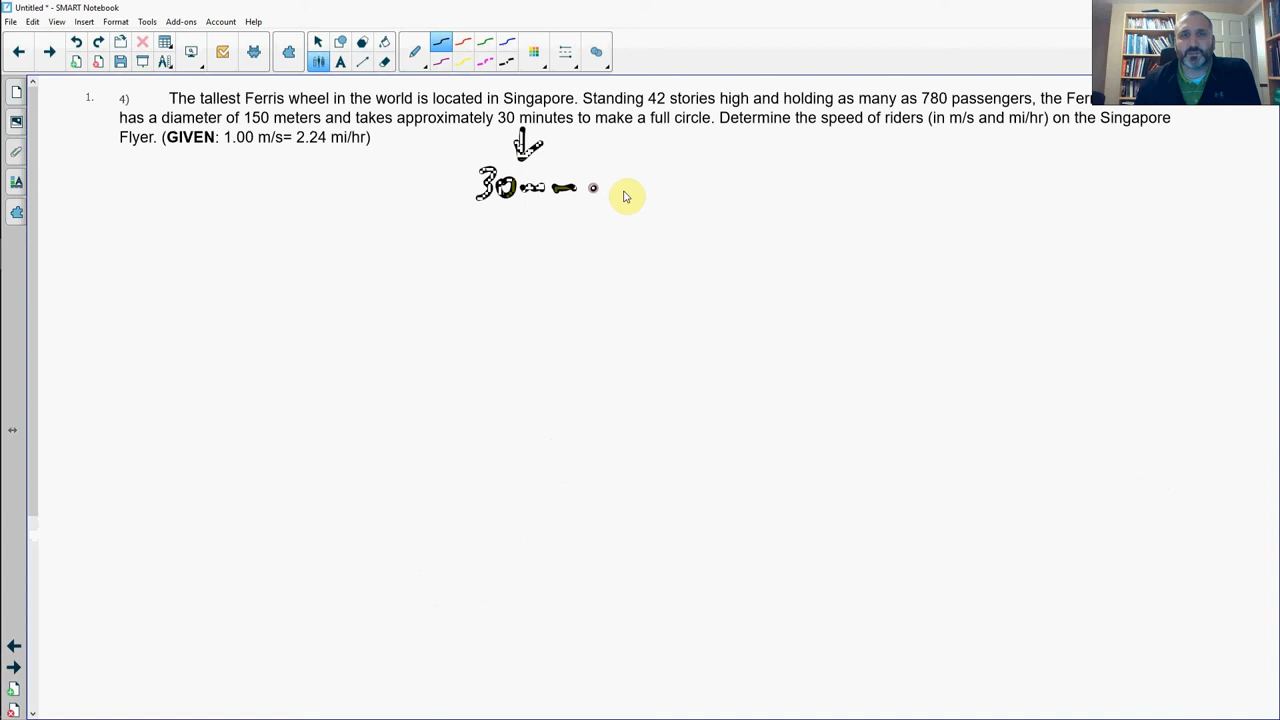 Untitled * - SMART Notebook
File Edit View Insert Format Tools Add-ons Account Help
1. 4) The tallest Ferris wheel in the world is located in Singapore. Standing 42 stories high and holding as many as 780 passengers, the
has a diameter of 150 meters and takes approximately 30 minutes to make a full circle. Determine the speed of riders (in m/s and mi/hr) on the Singapore
Flyer. (GIVEN: 1.00 m/s= 2.24 mi/hr)
30